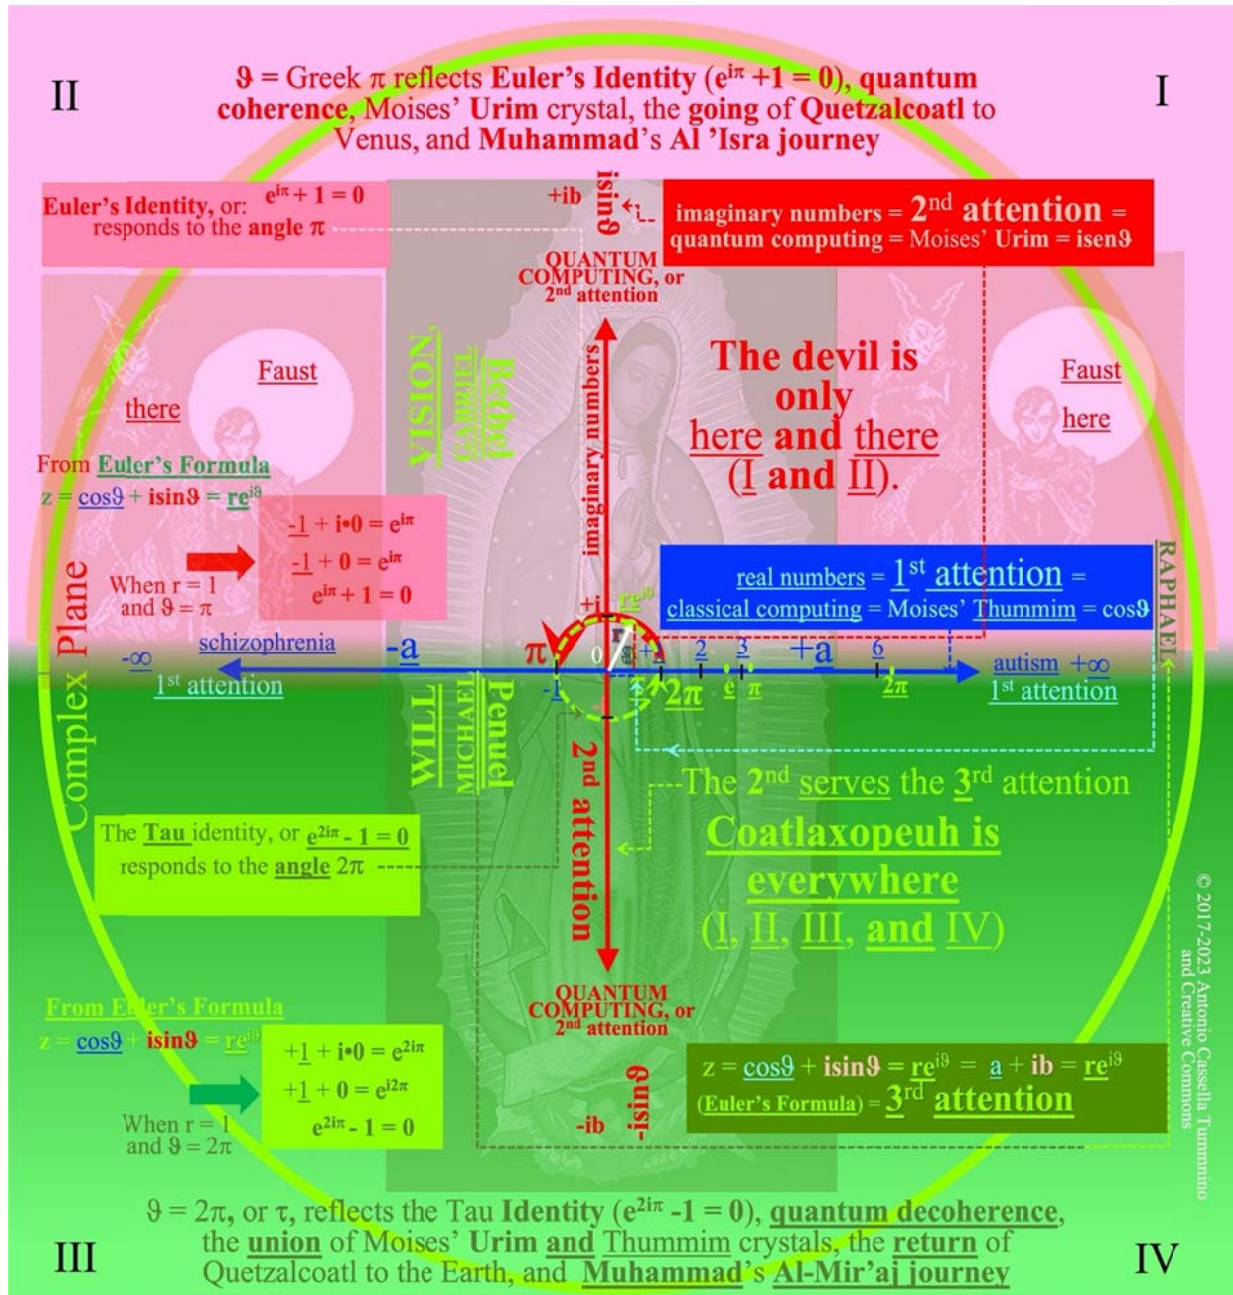 II
I
ϑ = Greek π reflects Euler's Identity (e^iπ +1 = 0), quantum
coherence, Moises' Urim crystal, the going of Quetzalcoatl to
Venus, and Muhammad's Al 'Isra journey
Euler's Identity, or: e^iπ + 1 = 0
responds to the angle π
+ib
isinϑ
i
imaginary numbers = 2nd attention =
quantum computing = Moises' Urim = isenϑ
QUANTUM
COMPUTING, or
2nd attention
imaginary numbers
VISION,
GABRIEL
Bethel
Faust
there
The devil is
only
here and there
(I and II).
Faust
here
From Euler's Formula
z = cosϑ + isinϑ = re^iϑ
-1 + i•0 = e^iπ
-1 + 0 = e^iπ
e^iπ + 1 = 0
When r = 1
and ϑ = π
real numbers = 1st attention =
classical computing = Moises' Thummim = cosϑ
RAPHAEL
Complex Plane
schizophrenia
-∞
1st attention
-a
+i
re^iϑ
r
π
0
-1
2π
2
3
e
π
+a
6
2π
autism +∞
1st attention
WILL
MICHAEL
Penuel
2nd attention
The 2nd serves the 3rd attention
Coatlaxopeuh is
everywhere
(I, II, III, and IV)
The Tau identity, or e^2iπ - 1 = 0
responds to the angle 2π
QUANTUM
COMPUTING, or
2nd attention
From Euler's Formula
z = cosϑ + isinϑ = re^iϑ
+1 + i•0 = e^2iπ
+1 + 0 = e^i2π
e^2iπ - 1 = 0
When r = 1
and ϑ = 2π
-ib
-isinϑ
z = cosϑ + isinϑ = re^iϑ = a + ib = re^iϑ
(Euler's Formula) = 3rd attention
© 2017-2023 Antonio Cassella Tummino
and Creative Commons
ϑ = 2π, or τ, reflects the Tau Identity (e^2iπ -1 = 0), quantum decoherence,
the union of Moises' Urim and Thummim crystals, the return of
Quetzalcoatl to the Earth, and Muhammad's Al-Mir'aj journey
III
IV